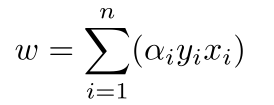 w = \sum_{i=1}^{n} (\alpha_i y_i x_i)